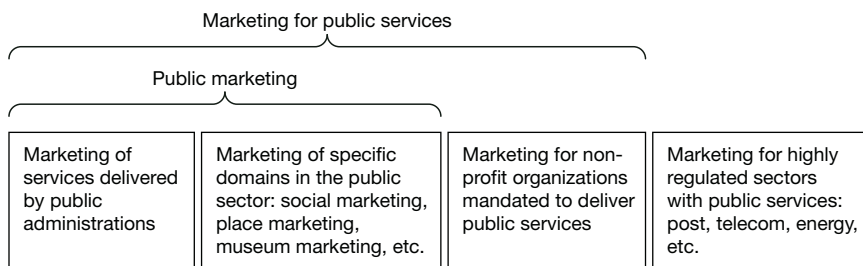 Marketing for public services
Public marketing
Marketing of
services delivered
by public
administrations
Marketing of specific
domains in the public
sector: social marketing,
place marketing,
museum marketing, etc.
Marketing for non-
profit organizations
mandated to deliver
public services
Marketing for highly
regulated sectors
with public services:
post, telecom, energy,
etc.